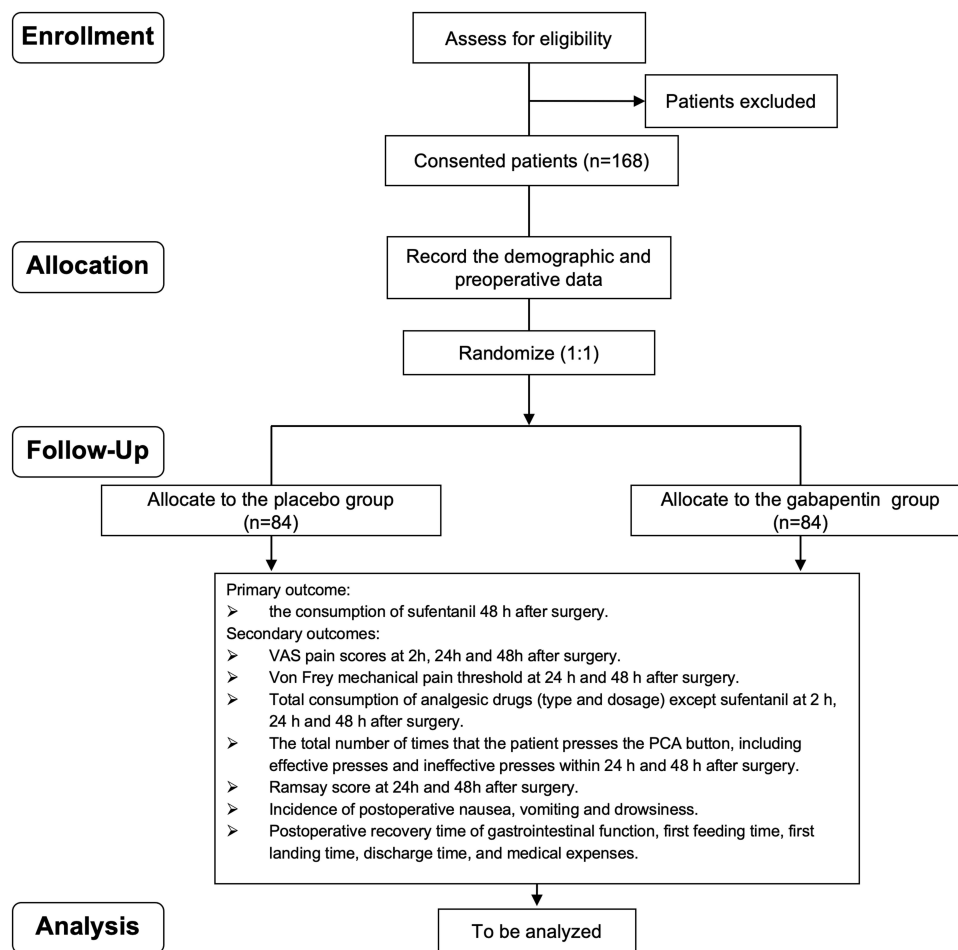 Enrollment
Assess for eligibility
Patients excluded
Consented patients (n=168)
Allocation
Record the demographic and
preoperative data
Randomize (1:1)
Follow-Up
Allocate to the placebo group
(n=84)
Allocate to the gabapentin group
(n=84)
Primary outcome:
➢ the consumption of sufentanil 48 h after surgery.
Secondary outcomes:
➢ VAS pain scores at 2h, 24h and 48h after surgery.
➢ Von Frey mechanical pain threshold at 24 h and 48 h after surgery.
➢ Total consumption of analgesic drugs (type and dosage) except sufentanil at 2 h,
24 h and 48 h after surgery.
➢ The total number of times that the patient presses the PCA button, including
effective presses and ineffective presses within 24 h and 48 h after surgery.
➢ Ramsay score at 24h and 48h after surgery.
➢ Incidence of postoperative nausea, vomiting and drowsiness.
➢ Postoperative recovery time of gastrointestinal function, first feeding time, first
landing time, discharge time, and medical expenses.
Analysis
To be analyzed